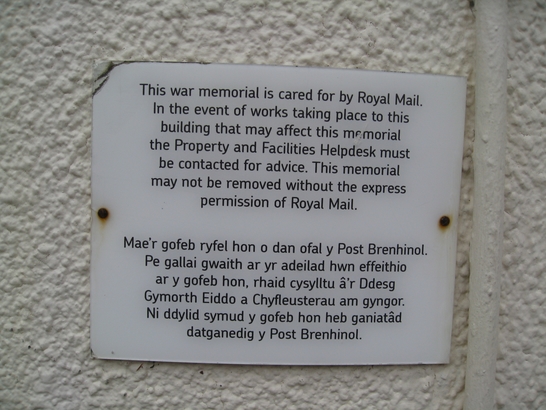 This war memorial is cared for by Royal Mail.
In the event of works taking place to this
building that may affect this memorial
the Property and Facilities Helpdesk must
be contacted for advice. This memorial
may not be removed without the express
permission of Royal Mail.
Mae'r gofeb ryfel hon o dan ofal y Post Brenhinol.
Pe gallai gwaith ar yr adeilad hwn effeithio
ar y gofeb hon, rhaid cysylltu â'r Ddesg
Gymorth Eiddo a Chyfleusterau am gyngor.
Ni ddylid symud y gofeb hon heb ganiatâd
datganedig y Post Brenhinol.